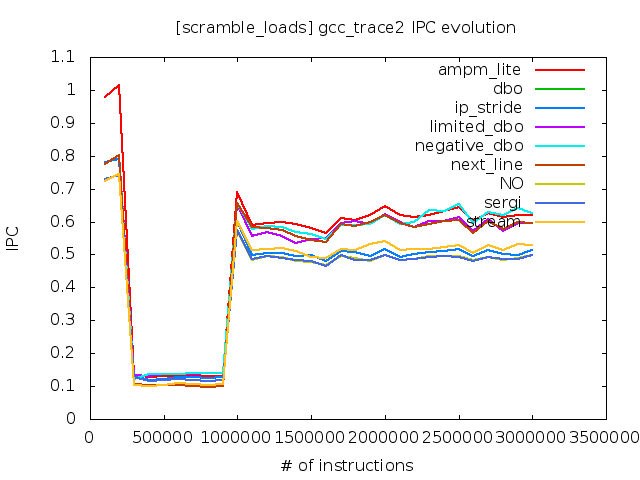 [scramble_loads] gcc_trace2 IPC evolution
1.1
1
0.9
0.8
0.7
0.6
0.5
0.4
0.3
0.2
0.1
0
IPC
ampm_lite
dbo
ip_stride
limited_dbo
negative_dbo
next_line
NO
sergi
stream
0 500000 1000000 1500000 2000000 2500000 3000000 3500000
# of instructions